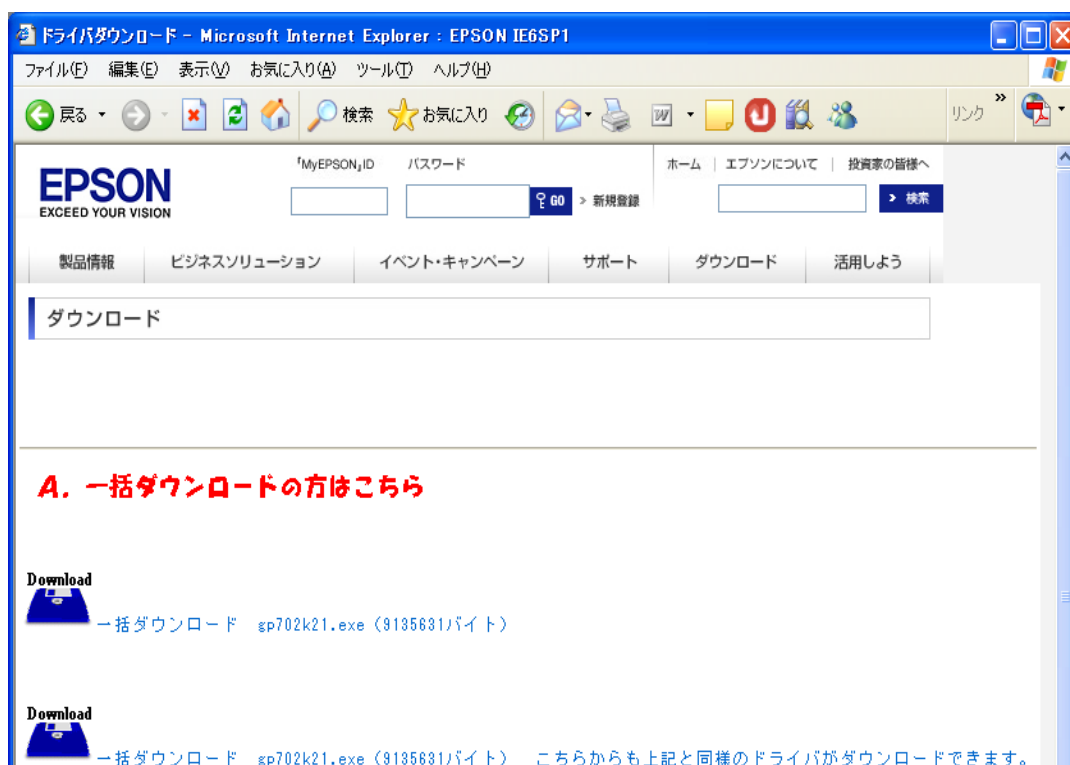 ドライバダウンロード - Microsoft Internet Explorer : EPSON IE6SP1
ファイル(F) 編集(E) 表示(V) お気に入り(A) ツール(T) ヘルプ(H)
戻る 検索 お気に入り リンク »
「MyEPSON」ID パスワード ホーム | エプソンについて | 投資家の皆様へ
EPSON
EXCEED YOUR VISION
GO > 新規登録 > 検索
製品情報 ビジネスソリューション イベント・キャンペーン サポート ダウンロード 活用しよう
ダウンロード
A. 一括ダウンロードの方はこちら
Download
一括ダウンロード gp702k21.exe (9135631バイト)
Download
一括ダウンロード gp702k21.exe (9135631バイト) こちらからも上記と同様のドライバがダウンロードできます。